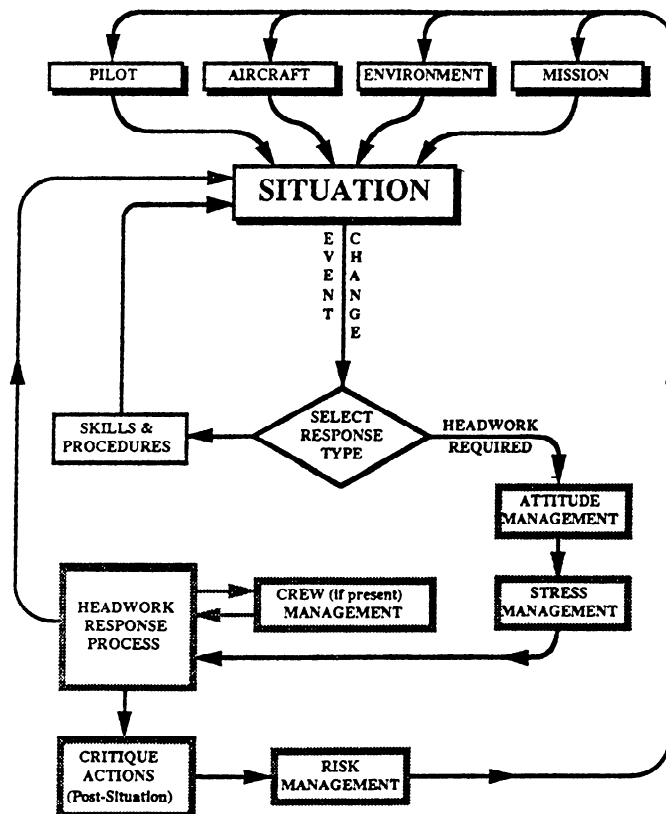 PILOT
AIRCRAFT
ENVIRONMENT
MISSION
SITUATION
EVENT
CHANGE
SELECT
RESPONSE
TYPE
SKILLS &
PROCEDURES
HEADWORK
REQUIRED
ATTITUDE
MANAGEMENT
STRESS
MANAGEMENT
HEADWORK
RESPONSE
PROCESS
CREW (if present)
MANAGEMENT
CRITIQUE
ACTIONS
(Post-Situation)
RISK
MANAGEMENT